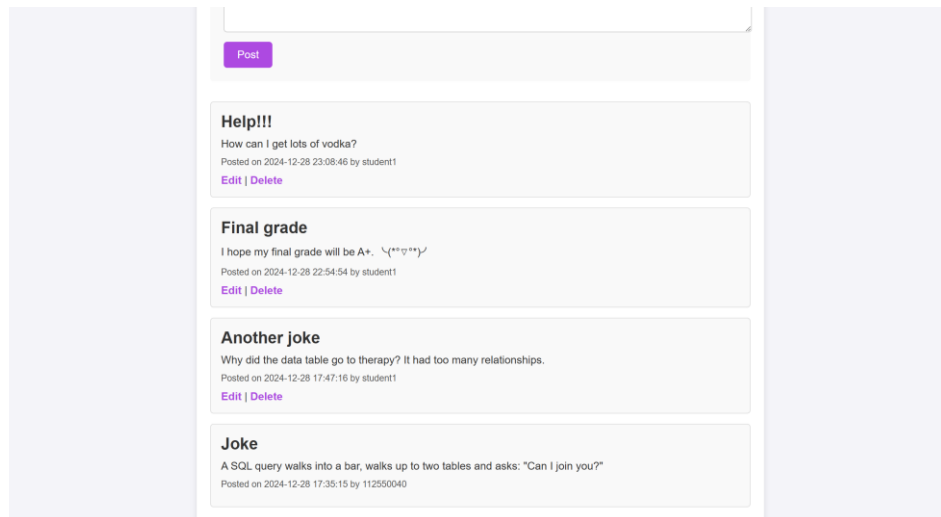 Post
Help!!!
How can I get lots of vodka?
Posted on 2024-12-28 23:08:46 by student1
Edit | Delete
Final grade
I hope my final grade will be A+. ╰(*°▽°*)╯
Posted on 2024-12-28 22:54:54 by student1
Edit | Delete
Another joke
Why did the data table go to therapy? It had too many relationships.
Posted on 2024-12-28 17:47:16 by student1
Edit | Delete
Joke
A SQL query walks into a bar, walks up to two tables and asks: "Can I join you?"
Posted on 2024-12-28 17:35:15 by 112550040